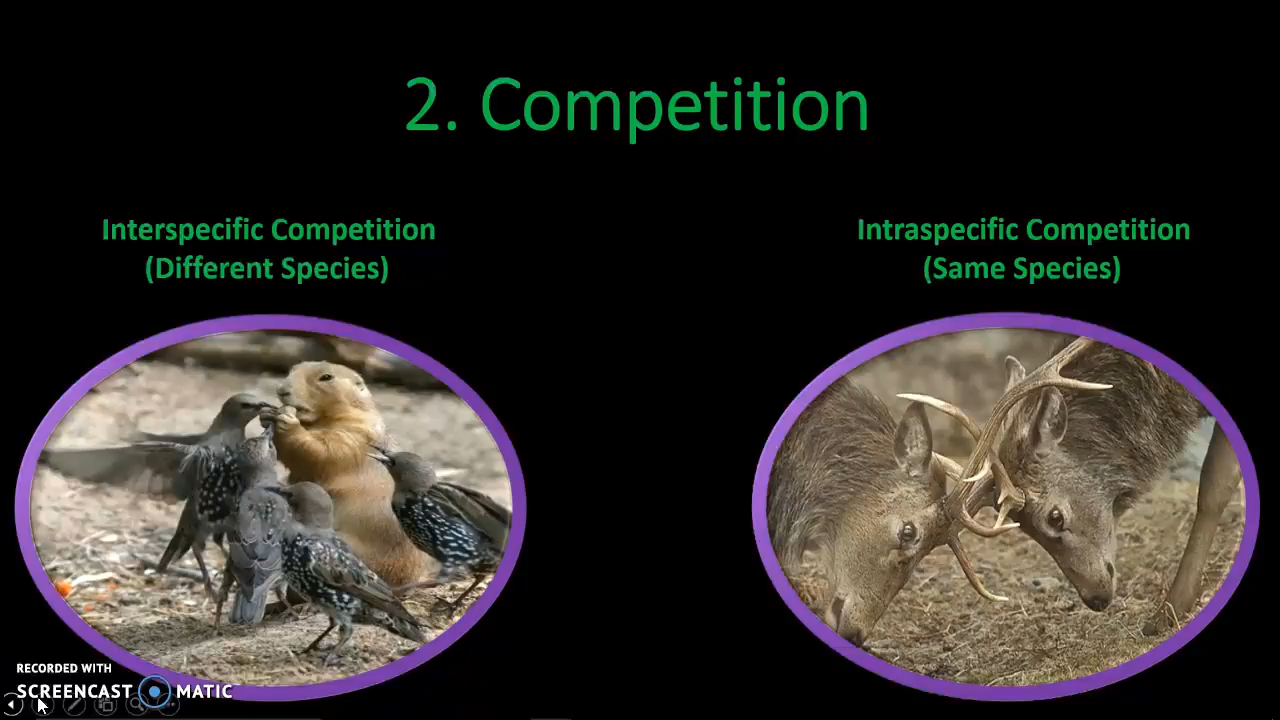 2. Competition
Interspecific Competition
(Different Species)
Intraspecific Competition
(Same Species)
RECORDED WITH
SCREENCAST MATIC